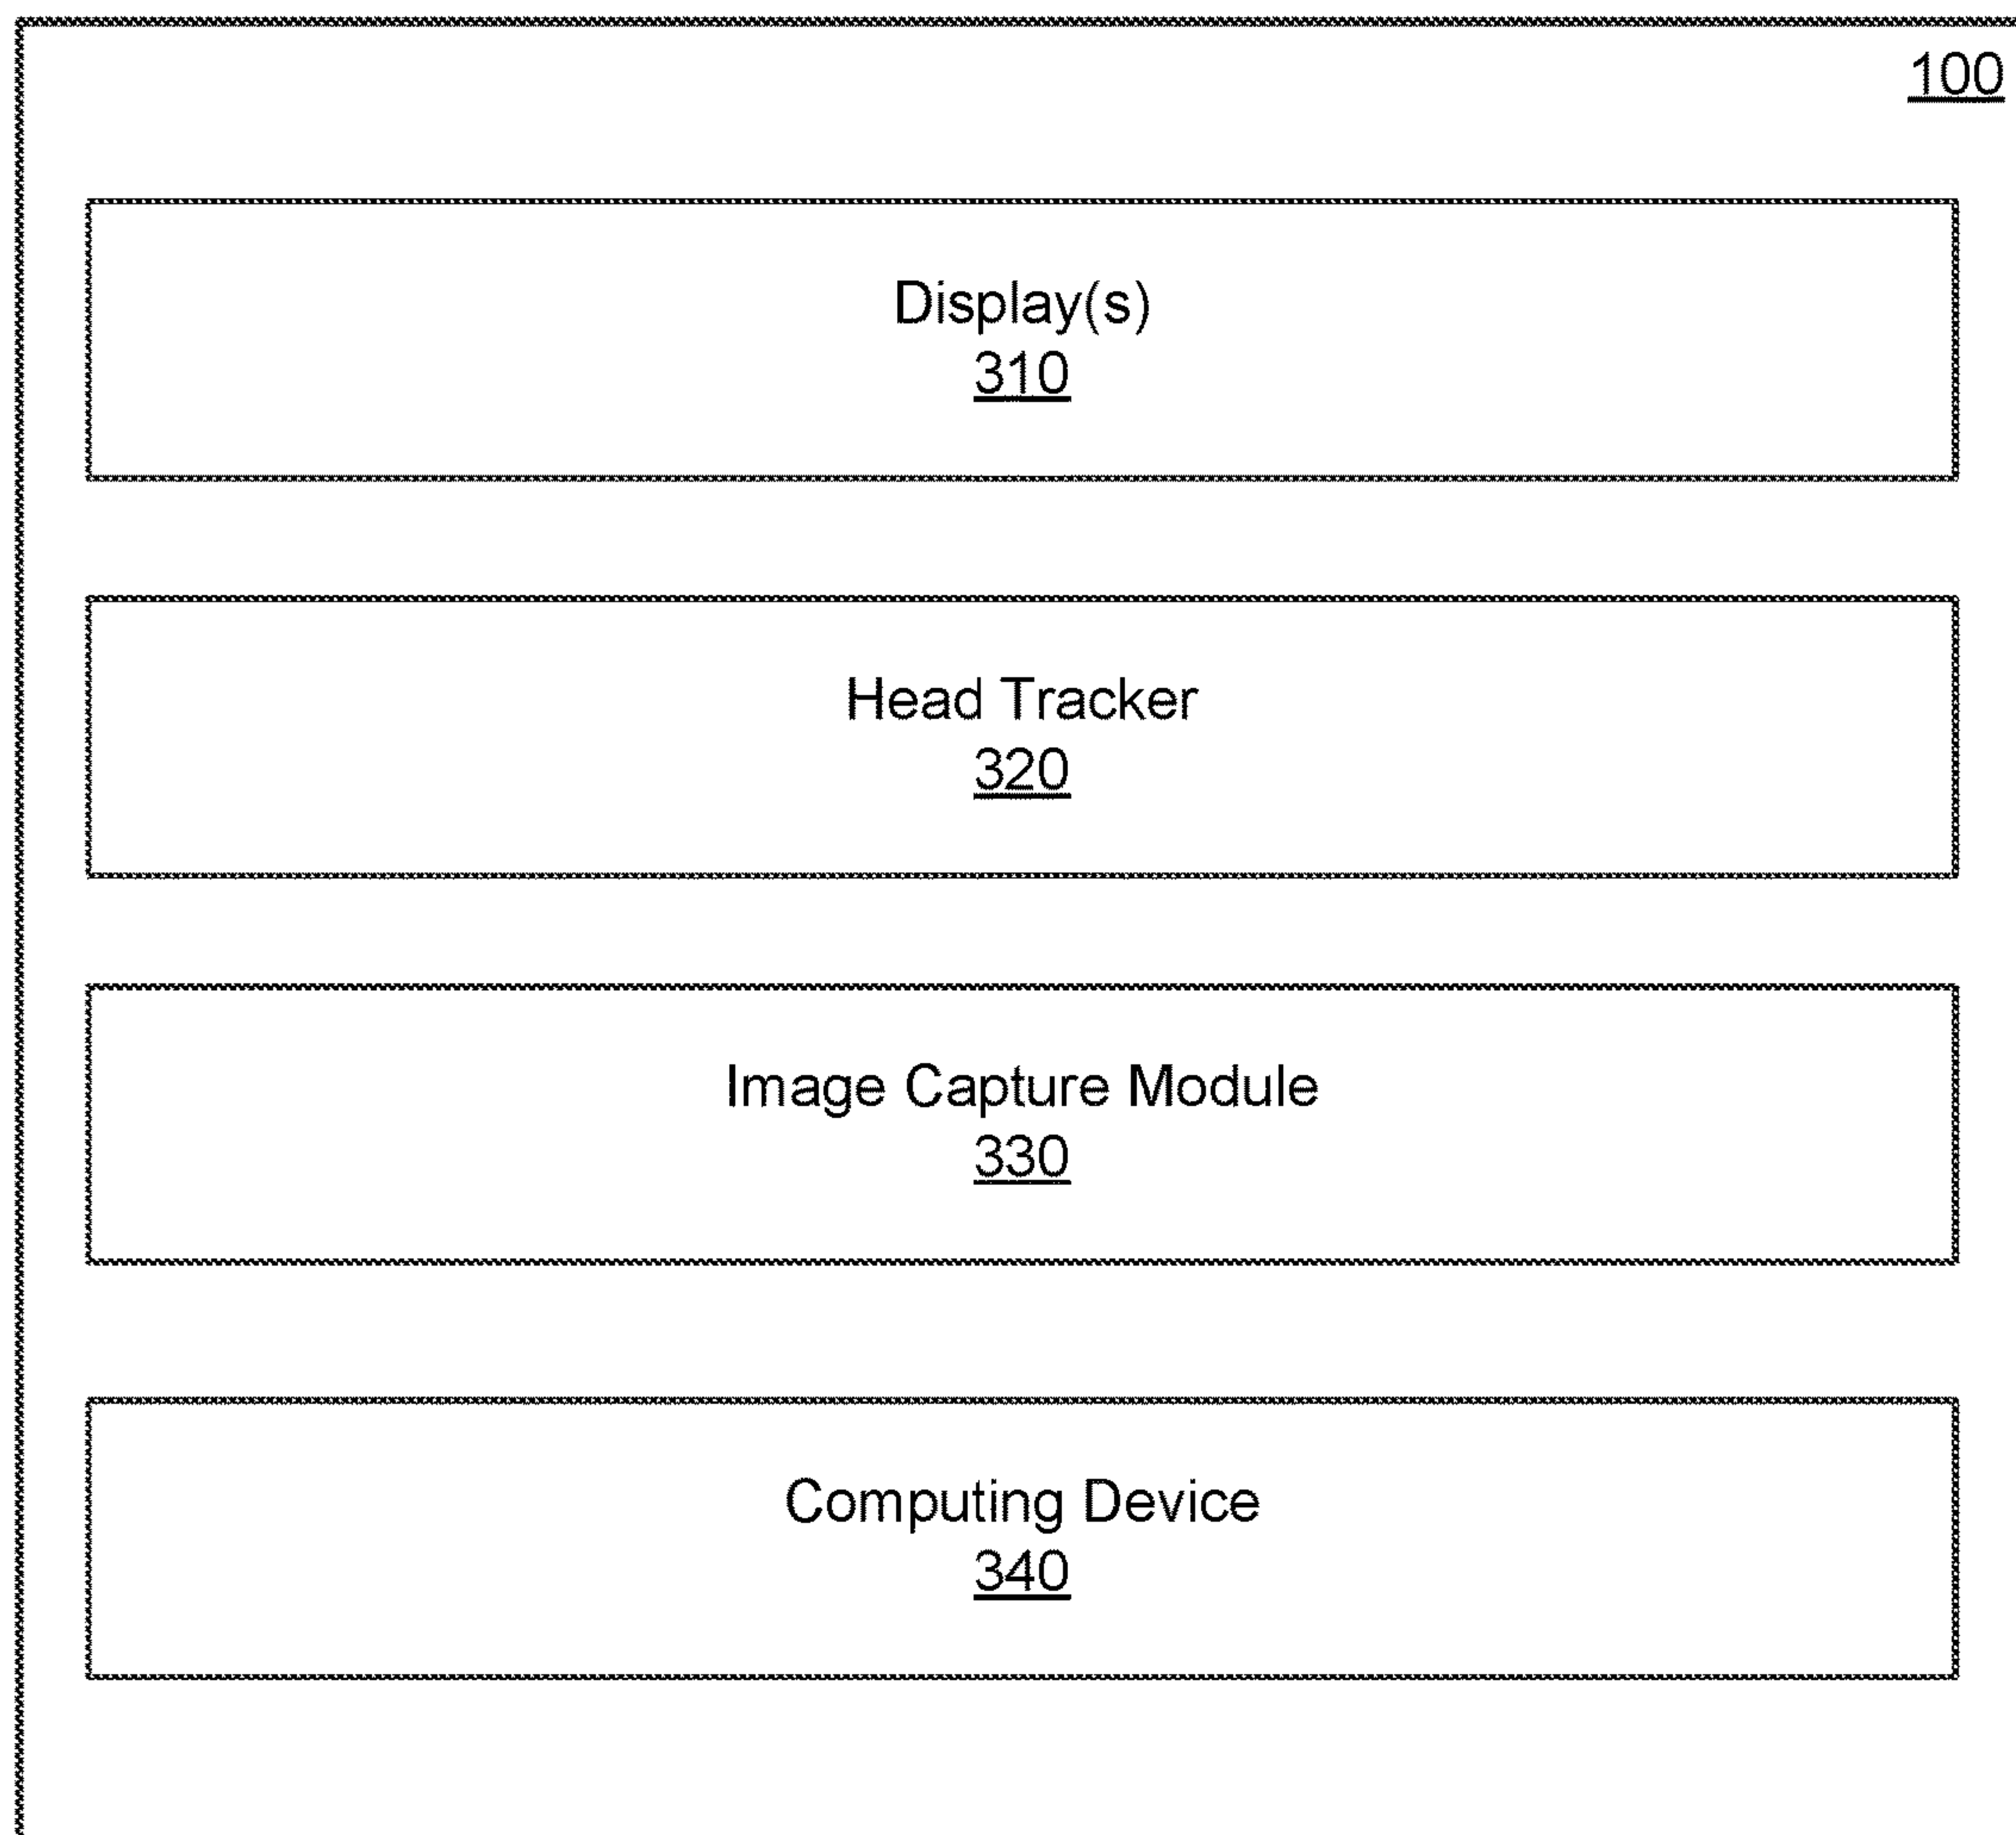 100
Display(s)
310
Head Tracker
320
Image Capture Module
330
Computing Device
340